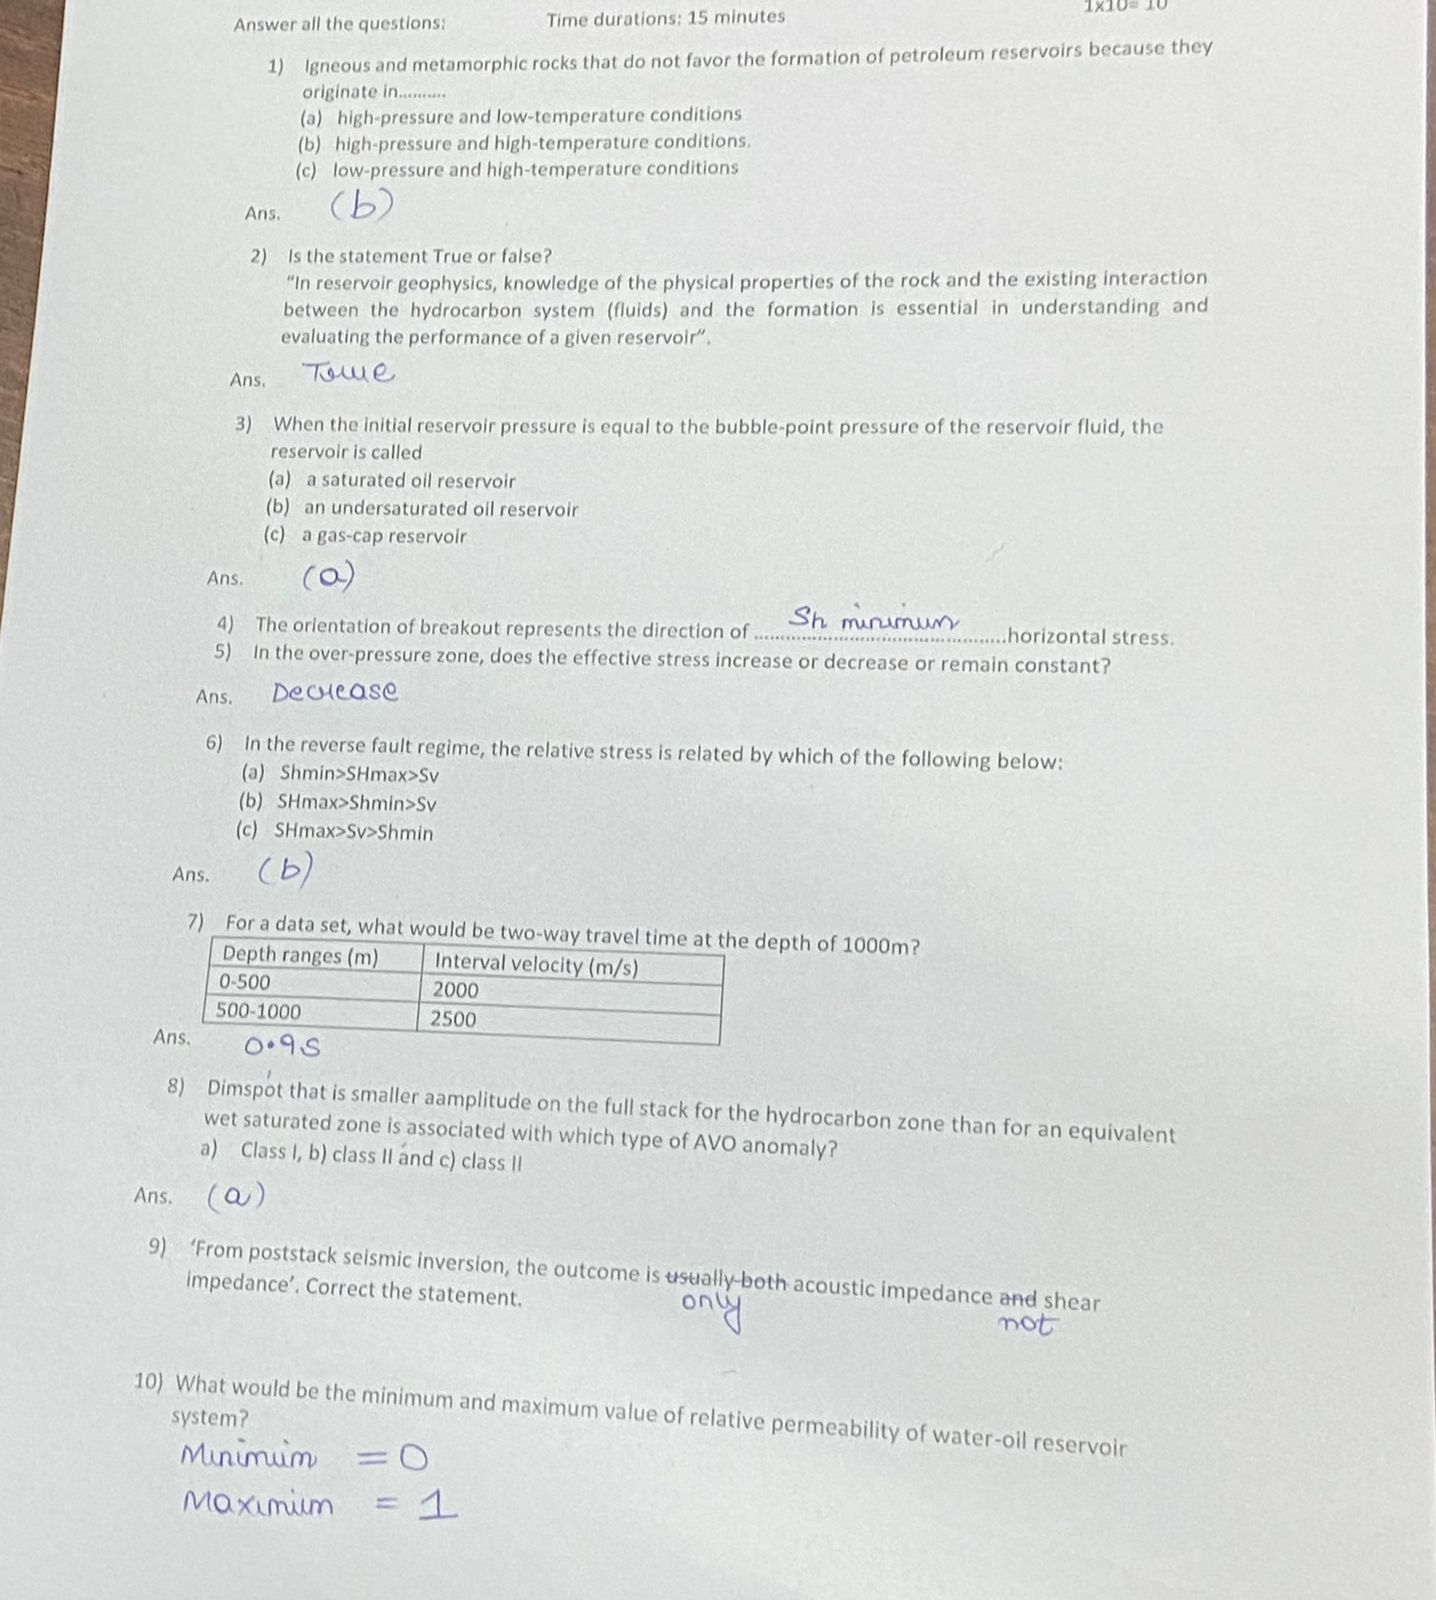 1x10= 10
Answer all the questions: Time durations: 15 minutes
1) Igneous and metamorphic rocks that do not favor the formation of petroleum reservoirs because they
originate in..........
(a) high-pressure and low-temperature conditions
(b) high-pressure and high-temperature conditions.
(c) low-pressure and high-temperature conditions
Ans. (b)
2) Is the statement True or false?
"In reservoir geophysics, knowledge of the physical properties of the rock and the existing interaction
between the hydrocarbon system (fluids) and the formation is essential in understanding and
evaluating the performance of a given reservoir".
Ans. True
3) When the initial reservoir pressure is equal to the bubble-point pressure of the reservoir fluid, the
reservoir is called
(a) a saturated oil reservoir
(b) an undersaturated oil reservoir
(c) a gas-cap reservoir
Ans. (a)
4) The orientation of breakout represents the direction of ....Sh minimum....horizontal stress.
5) In the over-pressure zone, does the effective stress increase or decrease or remain constant?
Ans. Decrease
6) In the reverse fault regime, the relative stress is related by which of the following below:
(a) Shmin>SHmax>Sv
(b) SHmax>Shmin>Sv
(c) SHmax>Sv>Shmin
Ans. (b)
7) For a data set, what would be two-way travel time at the depth of 1000m?
Depth ranges (m) Interval velocity (m/s)
0-500 2000
500-1000 2500
Ans. 0.9s
8) Dimspot that is smaller aamplitude on the full stack for the hydrocarbon zone than for an equivalent
wet saturated zone is associated with which type of AVO anomaly?
a) Class I, b) class II and c) class II
Ans. (a)
9) 'From poststack seismic inversion, the outcome is usually both acoustic impedance and shear
impedance'. Correct the statement.
only not
10) What would be the minimum and maximum value of relative permeability of water-oil reservoir
system?
Minimum = 0
Maximum = 1